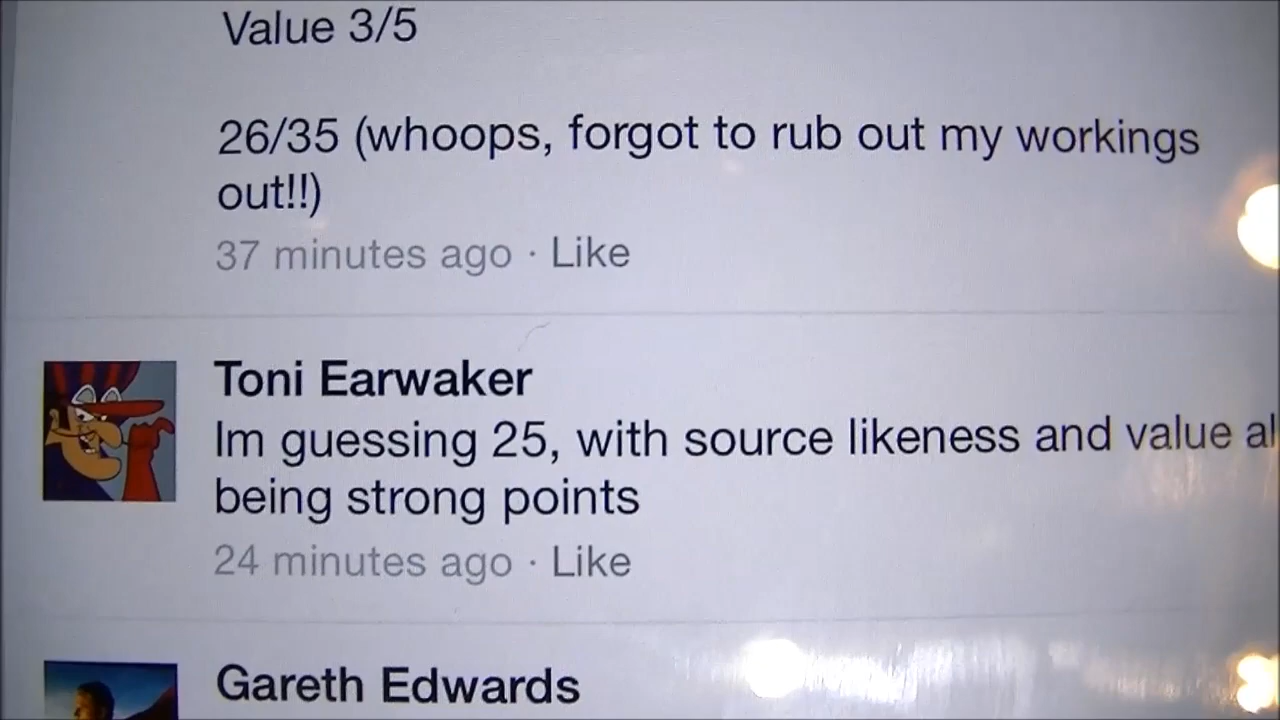 Value 3/5
26/35 (whoops, forgot to rub out my workings
out!!)
37 minutes ago · Like
Toni Earwaker
Im guessing 25, with source likeness and value
being strong points
24 minutes ago · Like
Gareth Edwards